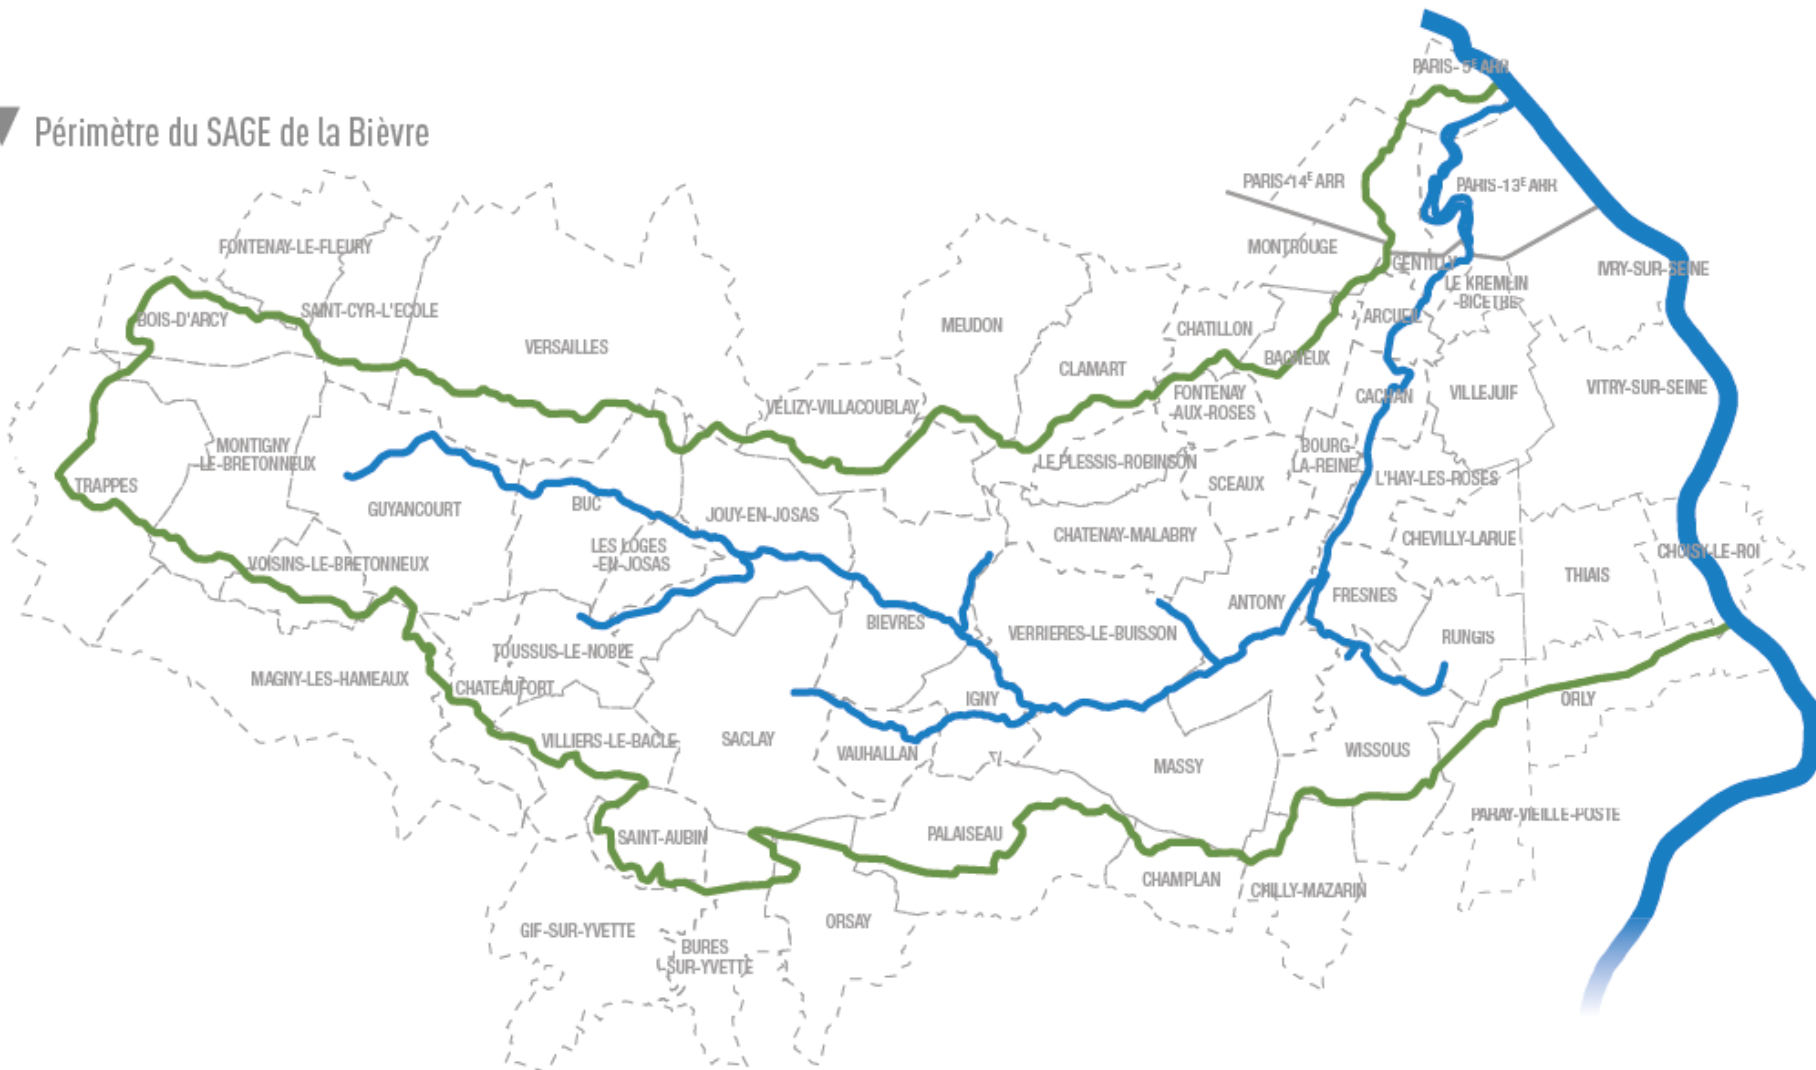 PARIS-5E ARR
Périmètre du SAGE de la Bièvre
PARIS-14E ARR
PARIS-13E ARR
FONTENAY-LE-FLEURY
MONTROUGE
GENTILLY
IVRY-SUR-SEINE
LE KREMLIN
-BICETRE
SAINT-CYR-L'ECOLE
BOIS-D'ARCY
ARCUEIL
MEUDON
CHATILLON
VERSAILLES
BAGNEUX
CLAMART
VITRY-SUR-SEINE
VILLEJUIF
CACHAN
FONTENAY
-AUX-ROSES
VELIZY-VILLACOUBLAY
MONTIGNY
-LE-BRETONNEUX
BOURG-
LA-REINE
LE PLESSIS-ROBINSON
L'HAY-LES-ROSES
SCEAUX
TRAPPES
BUC
GUYANCOURT
JOUY-EN-JOSAS
CHATENAY-MALABRY
CHEVILLY-LARUE
LES LOGES
-EN-JOSAS
CHOISY-LE-ROI
VOISINS-LE-BRETONNEUX
THIAIS
FRESNES
ANTONY
BIEVRES
VERRIERES-LE-BUISSON
RUNGIS
TOUSSUS-LE-NOBLE
MAGNY-LES-HAMEAUX
CHATEAUFORT
IGNY
ORLY
VILLIERS-LE-BACLE
SACLAY
VAUHALLAN
WISSOUS
MASSY
PARAY-VIEILLE-POSTE
SAINT-AUBIN
PALAISEAU
CHAMPLAN
CHILLY-MAZARIN
ORSAY
GIF-SUR-YVETTE
BURES
-SUR-YVETTE